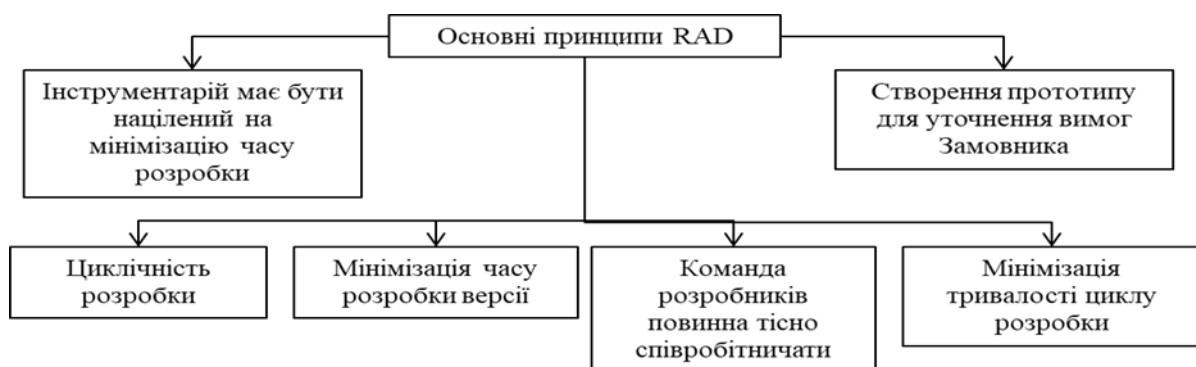 Основні принципи RAD
Інструментарій має бути
націлений на
мінімізацію часу
розробки
Створення прототипу
для уточнення вимог
Замовника
Циклічність
розробки
Мінімізація часу
розробки версії
Команда
розробників
повинна тісно
співробітничати
Мінімізація
тривалості циклу
розробки